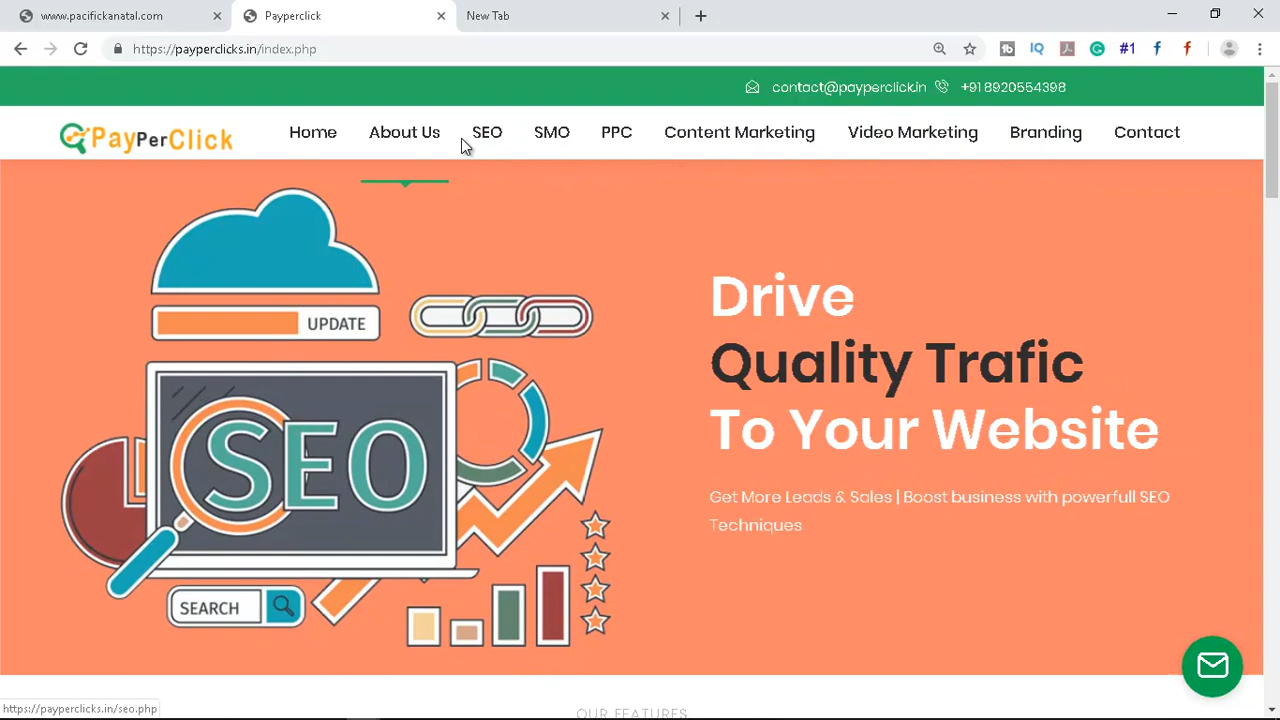 www.pacifickanatal.com
Payperclick
New Tab
https://payperclicks.in/index.php
IQ
#1
contact@payperclick.in
+91 8920554398
PayPerClick
Home
About Us
SEO
SMO
PPC
Content Marketing
Video Marketing
Branding
Contact
UPDATE
SEO
SEARCH
Drive
Quality Trafic
To Your Website
Get More Leads & Sales | Boost business with powerfull SEO
Techniques
OUR FEATURES
https://payperclicks.in/seo.php